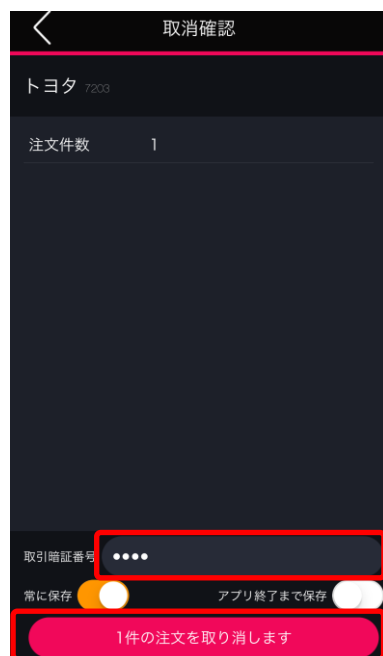 取消確認
トヨタ 7203
注文件数 1
取引暗証番号 ••••
常に保存 アプリ終了まで保存
1件の注文を取り消します